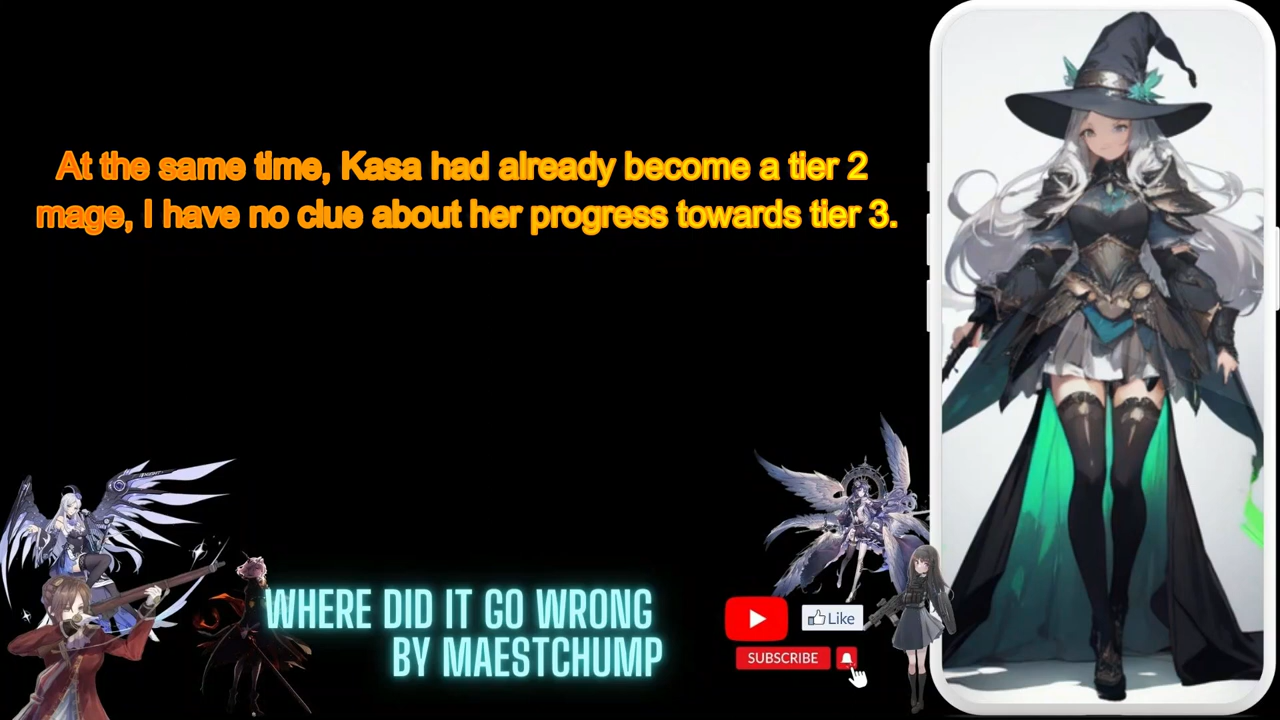 At the same time, Kasa had already become a tier 2
mage, I have no clue about her progress towards tier 3.
WHERE DID IT GO WRONG
BY MAESTCHUMP
Like
SUBSCRIBE